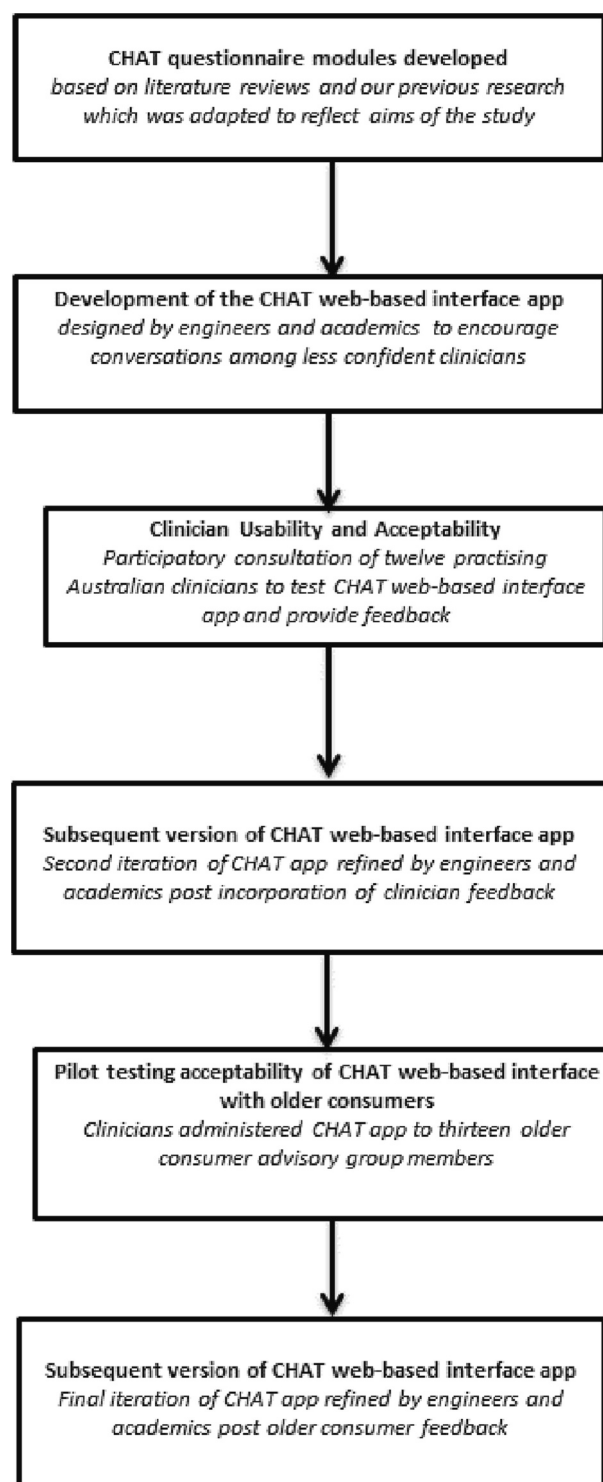 CHAT questionnaire modules developed
based on literature reviews and our previous research
which was adapted to reflect aims of the study
Development of the CHAT web-based interface app
designed by engineers and academics to encourage
conversations among less confident clinicians
Clinician Usability and Acceptability
Participatory consultation of twelve practising
Australian clinicians to test CHAT web-based interface
app and provide feedback
Subsequent version of CHAT web-based interface app
Second iteration of CHAT app refined by engineers and
academics post incorporation of clinician feedback
Pilot testing acceptability of CHAT web-based interface
with older consumers
Clinicians administered CHAT app to thirteen older
consumer advisory group members
Subsequent version of CHAT web-based interface app
Final iteration of CHAT app refined by engineers and
academics post older consumer feedback